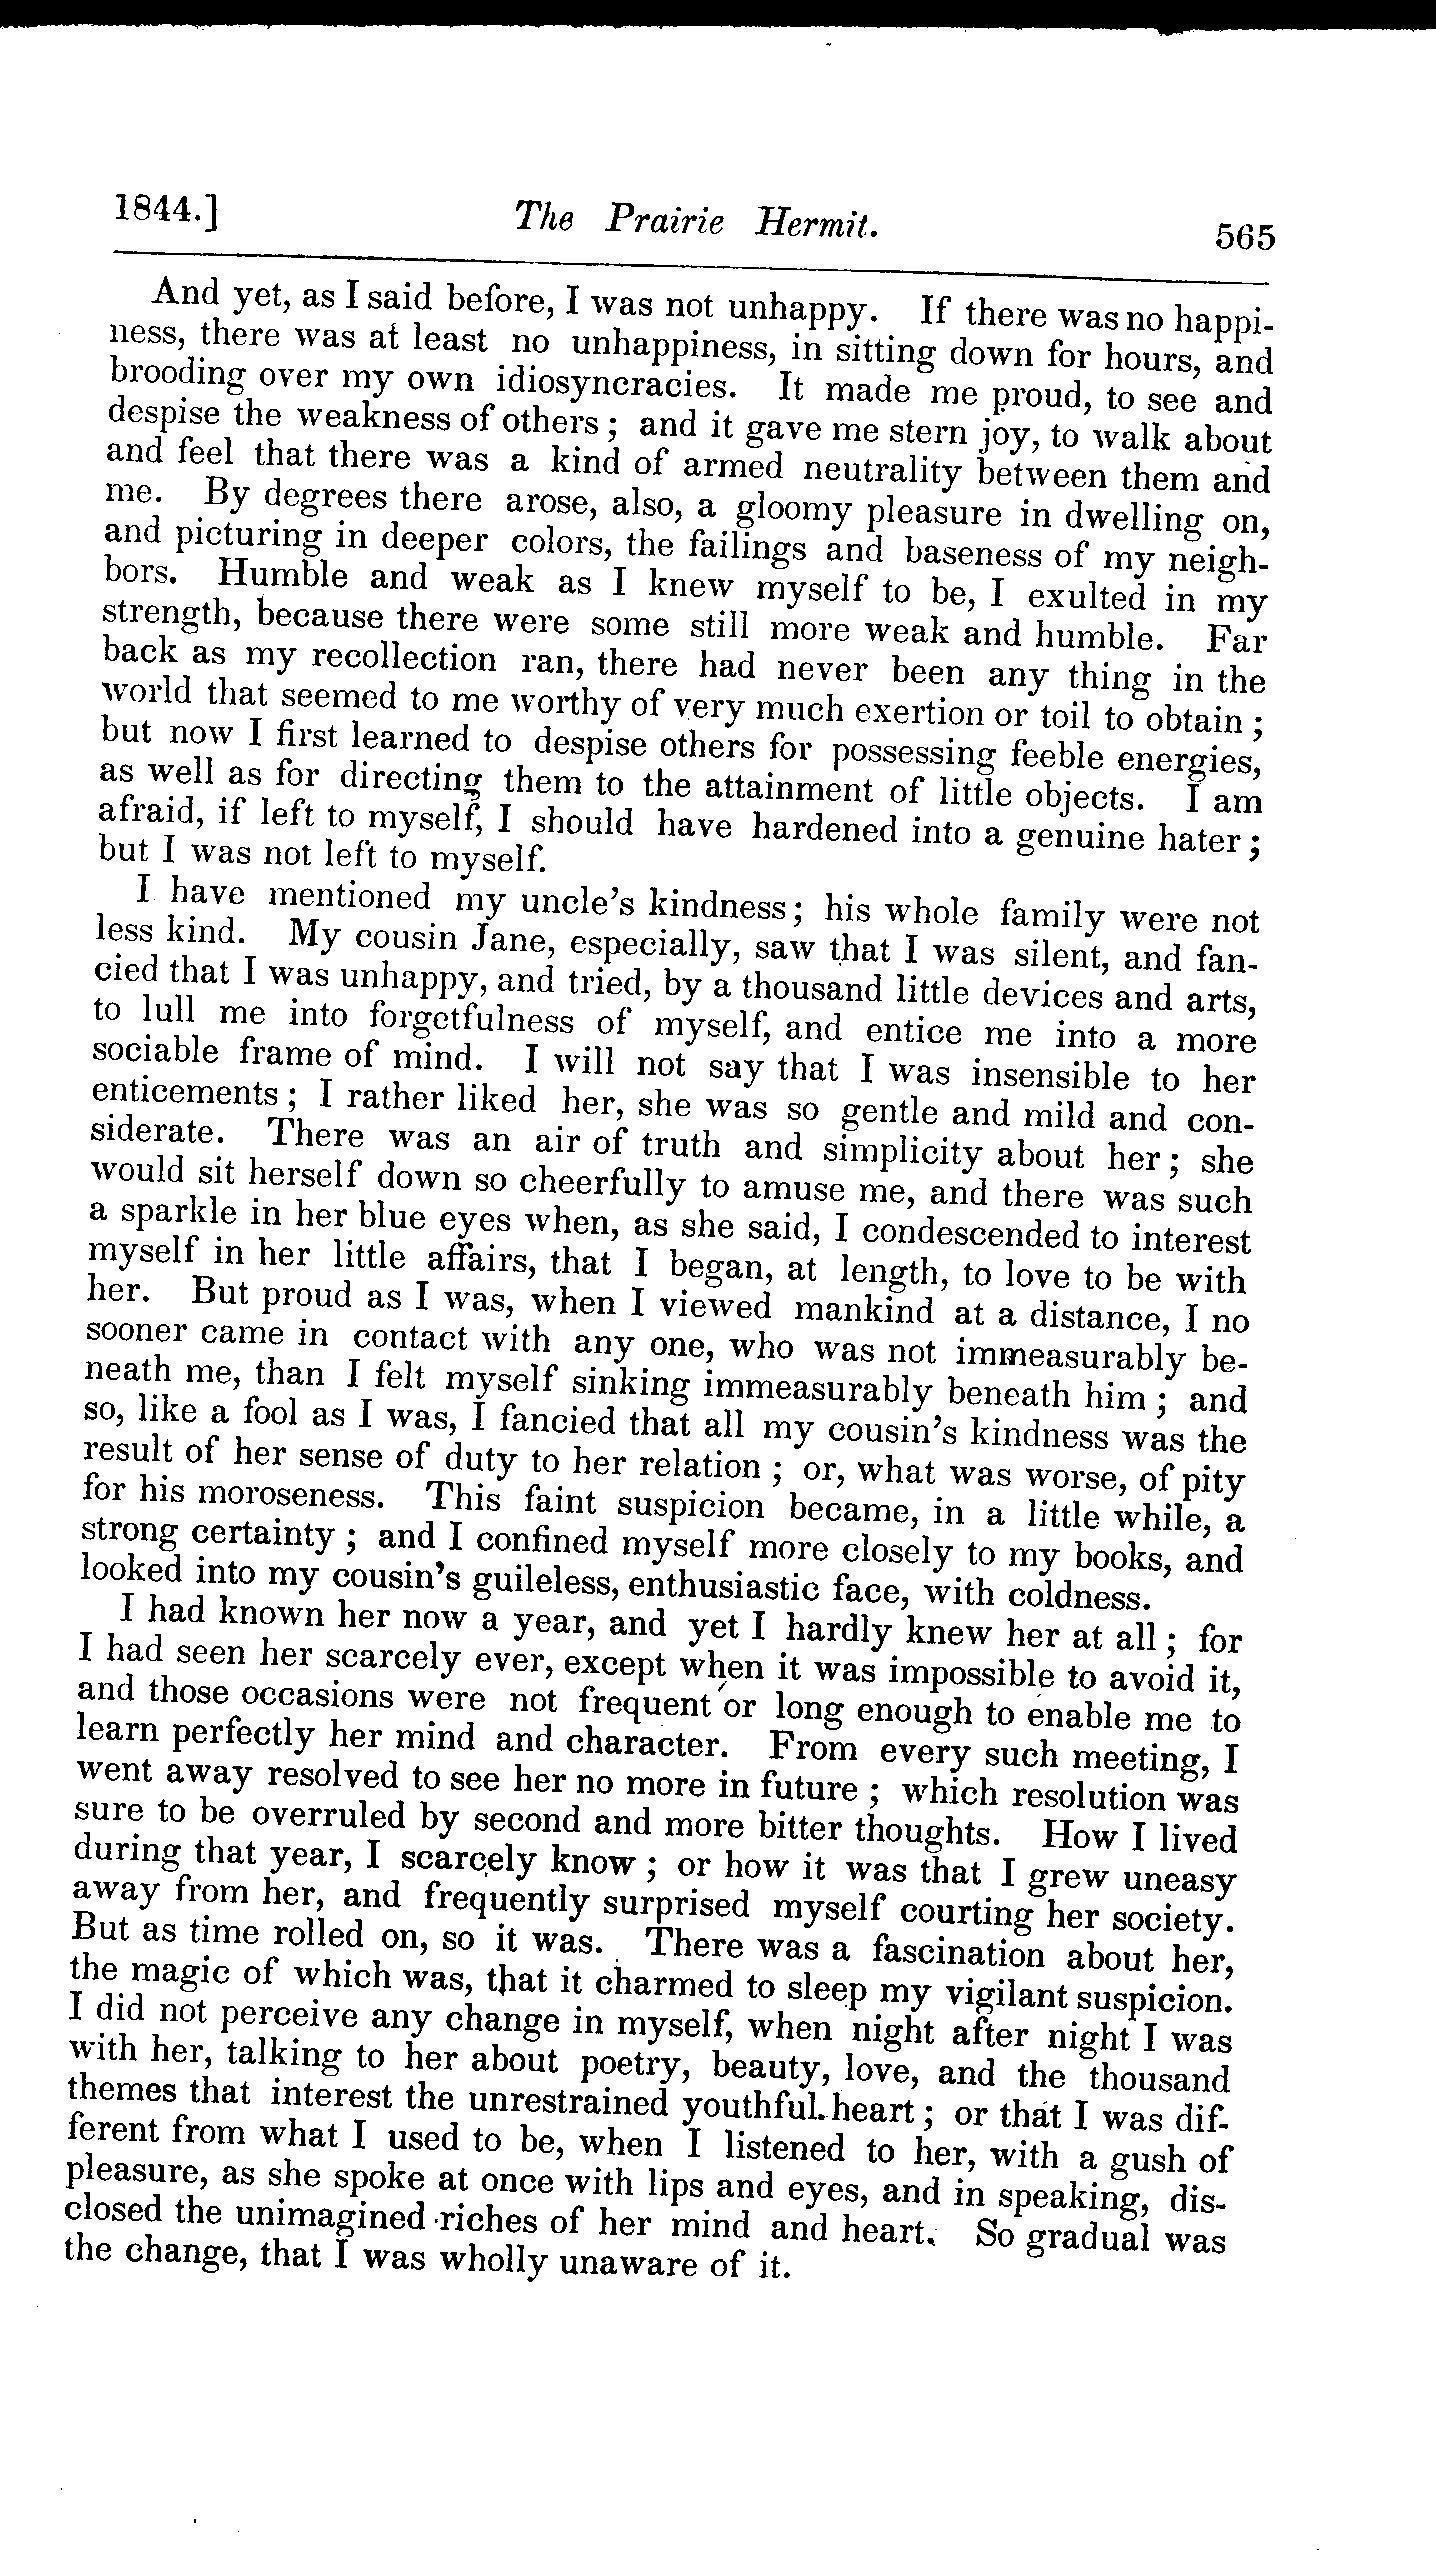 1844.] The Prairie Hermit. 565
And yet, as I said before, I was not unhappy. If there was no happi-
ness, there was at least no unhappiness, in sitting down for hours, and
brooding over my own idiosyncracies. It made me proud, to see and
despise the weakness of others; and it gave me stern joy, to walk about
and feel that there was a kind of armed neutrality between them and
me. By degrees there arose, also, a gloomy pleasure in dwelling on,
and picturing in deeper colors, the failings and baseness of my neigh-
bors. Humble and weak as I knew myself to be, I exulted in my
strength, because there were some still more weak and humble. Far
back as my recollection ran, there had never been any thing in the
world that seemed to me worthy of very much exertion or toil to obtain;
but now I first learned to despise others for possessing feeble energies,
as well as for directing them to the attainment of little objects. I am
afraid, if left to myself, I should have hardened into a genuine hater;
but I was not left to myself.
I have mentioned my uncle's kindness; his whole family were not
less kind. My cousin Jane, especially, saw that I was silent, and fan-
cied that I was unhappy, and tried, by a thousand little devices and arts,
to lull me into forgetfulness of myself, and entice me into a more
sociable frame of mind. I will not say that I was insensible to her
enticements; I rather liked her, she was so gentle and mild and con-
siderate. There was an air of truth and simplicity about her; she
would sit herself down so cheerfully to amuse me, and there was such
a sparkle in her blue eyes when, as she said, I condescended to interest
myself in her little affairs, that I began, at length, to love to be with
her. But proud as I was, when I viewed mankind at a distance, I no
sooner came in contact with any one, who was not immeasurably be-
neath me, than I felt myself sinking immeasurably beneath him; and
so, like a fool as I was, I fancied that all my cousin's kindness was the
result of her sense of duty to her relation; or, what was worse, of pity
for his moroseness. This faint suspicion became, in a little while, a
strong certainty; and I confined myself more closely to my books, and
looked into my cousin's guileless, enthusiastic face, with coldness.
I had known her now a year, and yet I hardly knew her at all; for
I had seen her scarcely ever, except when it was impossible to avoid it,
and those occasions were not frequent or long enough to enable me to
learn perfectly her mind and character. From every such meeting, I
went away resolved to see her no more in future; which resolution was
sure to be overruled by second and more bitter thoughts. How I lived
during that year, I scarcely know; or how it was that I grew uneasy
away from her, and frequently surprised myself courting her society.
But as time rolled on, so it was. There was a fascination about her,
the magic of which was, that it charmed to sleep my vigilant suspicion.
I did not perceive any change in myself, when night after night I was
with her, talking to her about poetry, beauty, love, and the thousand
themes that interest the unrestrained youthful heart; or that I was dif-
ferent from what I used to be, when I listened to her, with a gush of
pleasure, as she spoke at once with lips and eyes, and in speaking, dis-
closed the unimagined riches of her mind and heart. So gradual was
the change, that I was wholly unaware of it.